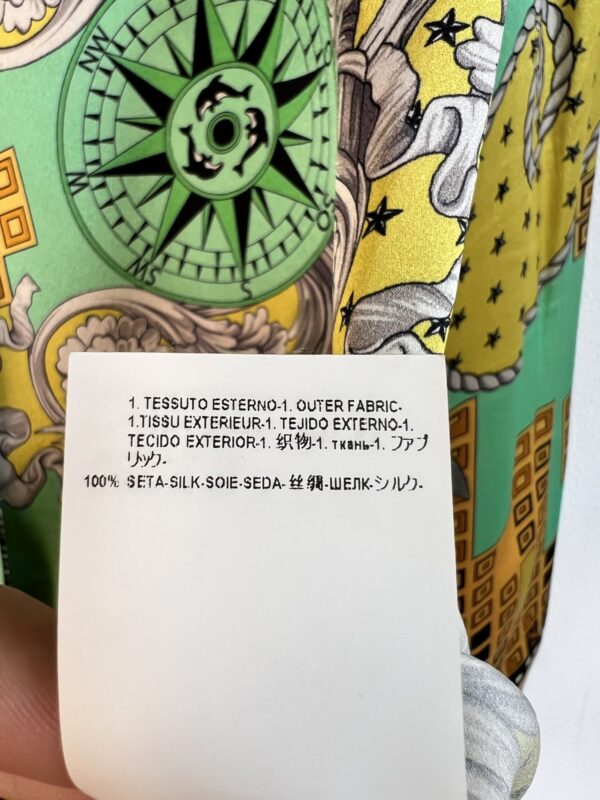 NW
W
SW
S
SO
1. TESSUTO ESTERNO-1. OUTER FABRIC-
1.TISSU EXTERIEUR-1. TEJIDO EXTERNO-1.
TECIDO EXTERIOR-1. 织物-1. ткань-1. ファブ
リック-
100% SETA-SILK-SOIE-SEDA-丝绸-ШЕЛК-シルク-